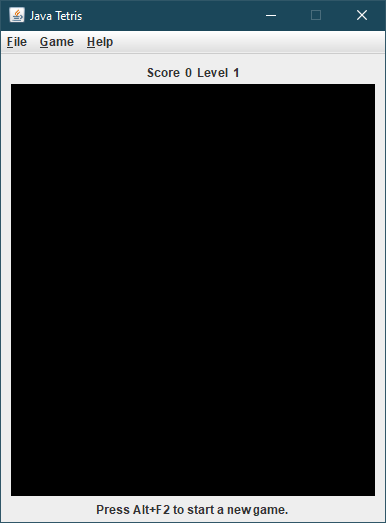 Java Tetris
File Game Help
Score 0 Level 1
Press Alt+F2 to start a new game.